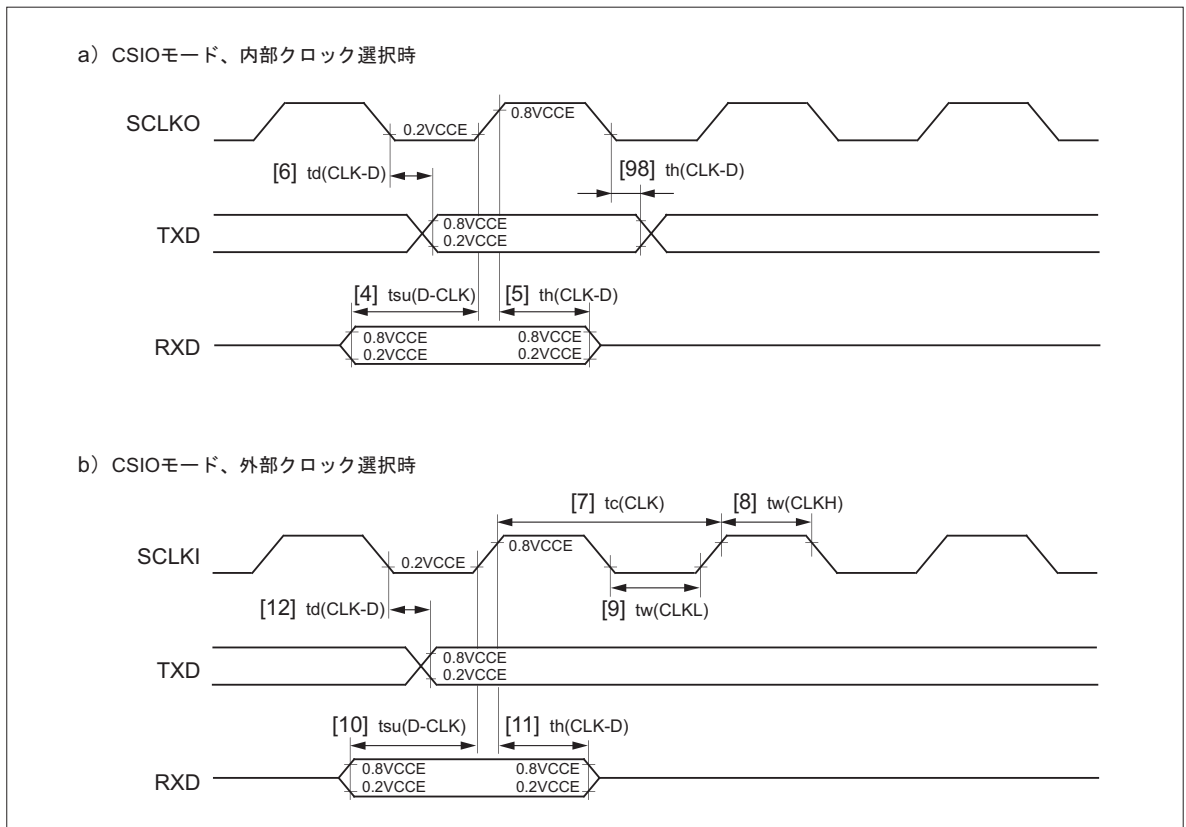 a）CSIOモード、内部クロック選択時
SCLKO
0.2VCCE
0.8VCCE
[6] td(CLK-D)
[98] th(CLK-D)
TXD
0.8VCCE
0.2VCCE
[4] tsu(D-CLK)
[5] th(CLK-D)
RXD
0.8VCCE
0.8VCCE
0.2VCCE
0.2VCCE
b）CSIOモード、外部クロック選択時
[7] tc(CLK)
[8] tw(CLKH)
SCLKI
0.2VCCE
0.8VCCE
[12] td(CLK-D)
[9] tw(CLKL)
TXD
0.8VCCE
0.2VCCE
[10] tsu(D-CLK)
[11] th(CLK-D)
RXD
0.8VCCE
0.8VCCE
0.2VCCE
0.2VCCE